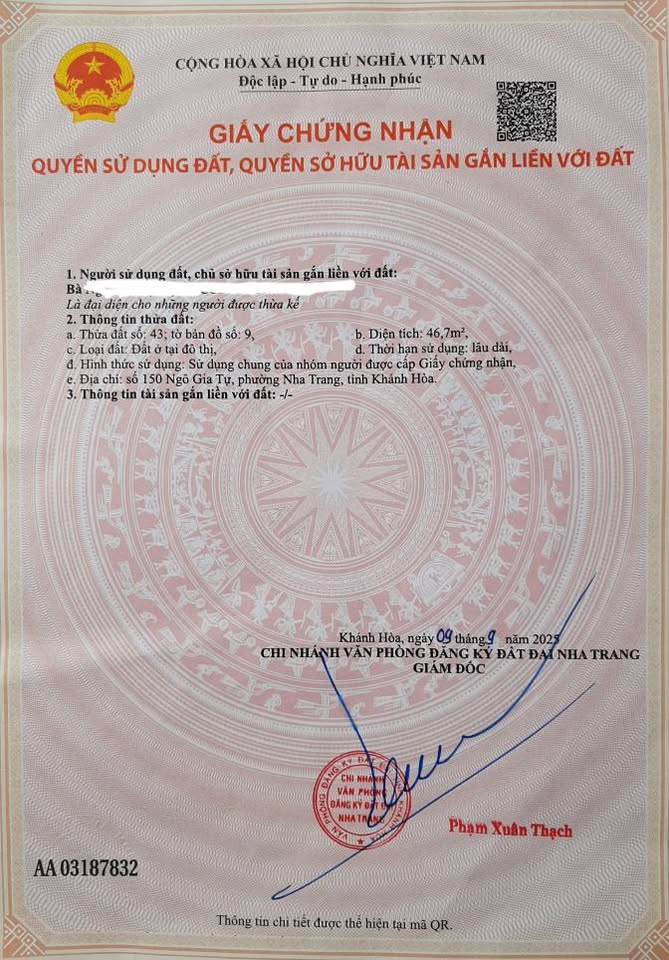 CỘNG HÒA XÃ HỘI CHỦ NGHĨA VIỆT NAM
Độc lập - Tự do - Hạnh phúc
GIẤY CHỨNG NHẬN
QUYỀN SỬ DỤNG ĐẤT, QUYỀN SỞ HỮU TÀI SẢN GẮN LIỀN VỚI ĐẤT
1. Người sử dụng đất, chủ sở hữu tài sản gắn liền với đất:
Bà
Là đại diện cho những người được thừa kế
2. Thông tin thửa đất:
a. Thửa đất số: 43; tờ bản đồ số: 9, b. Diện tích: 46,7m²,
c. Loại đất: Đất ở tại đô thị, d. Thời hạn sử dụng: lâu dài,
đ. Hình thức sử dụng: Sử dụng chung của nhóm người được cấp Giấy chứng nhận,
e. Địa chỉ: số 150 Ngô Gia Tự, phường Nha Trang, tỉnh Khánh Hòa.
3. Thông tin tài sản gắn liền với đất: -/-
Khánh Hòa, ngày 09 tháng 9 năm 2025
CHI NHÁNH VĂN PHÒNG ĐĂNG KÝ ĐẤT ĐAI NHA TRANG
GIÁM ĐỐC
CHI NHÁNH
VĂN PHÒNG
ĐĂNG KÝ ĐẤT
NHA TRANG
Phạm Xuân Thạch
AA 03187832
Thông tin chi tiết được thể hiện tại mã QR.